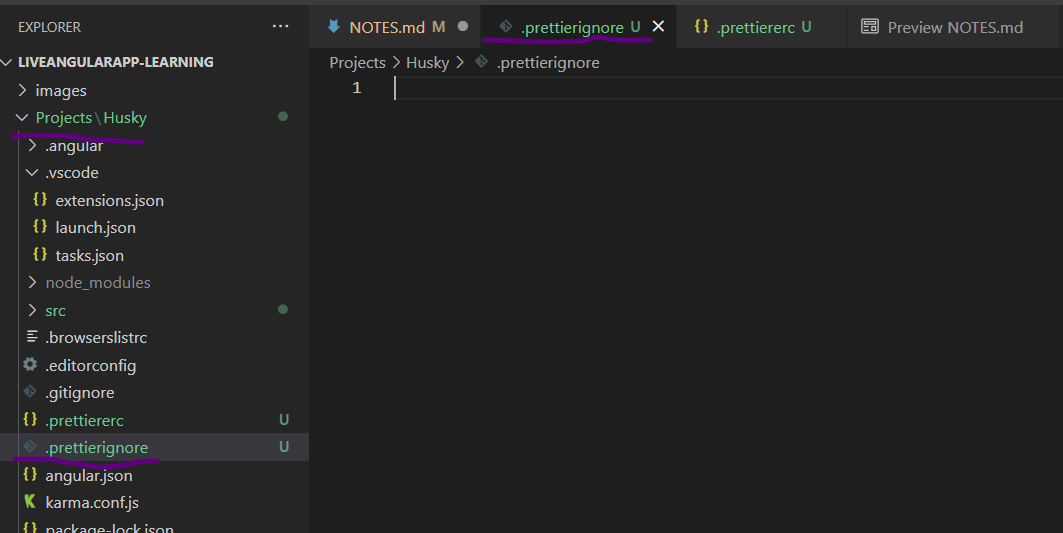 EXPLORER ···
LIVEANGULARAPP-LEARNING
images
Projects\Husky
.angular
.vscode
{} extensions.json
{} launch.json
{} tasks.json
node_modules
src
.browserslistrc
.editorconfig
.gitignore
{} .prettiererc U
.prettierignore U
{} angular.json
karma.conf.js
{} package-lock.json
NOTES.md M
.prettierignore U
{} .prettiererc U
Preview NOTES.md
Projects > Husky > .prettierignore
1